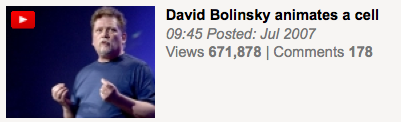 David Bolinsky animates a cell
09:45 Posted: Jul 2007
Views 671,878 | Comments 178